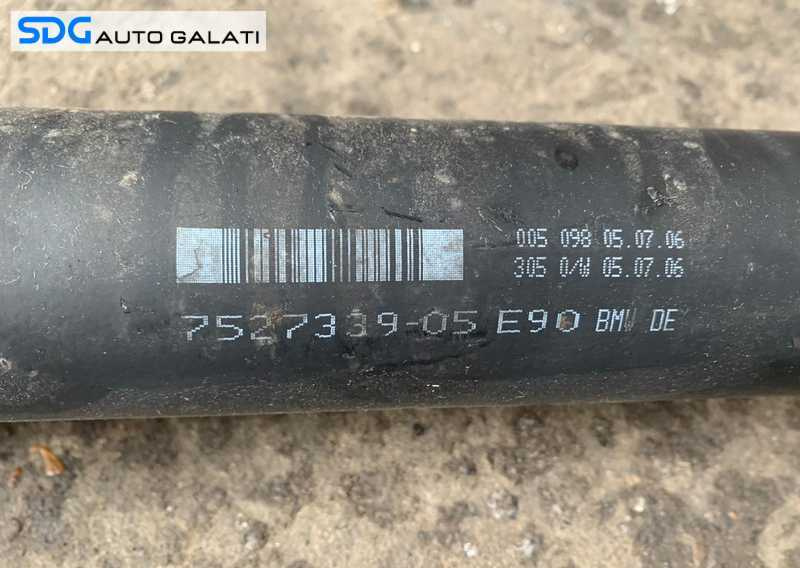 SDG AUTO GALATI
005 098 05.07.06
305 0/W 05.07.06
7527339-05 E90 BMW DE